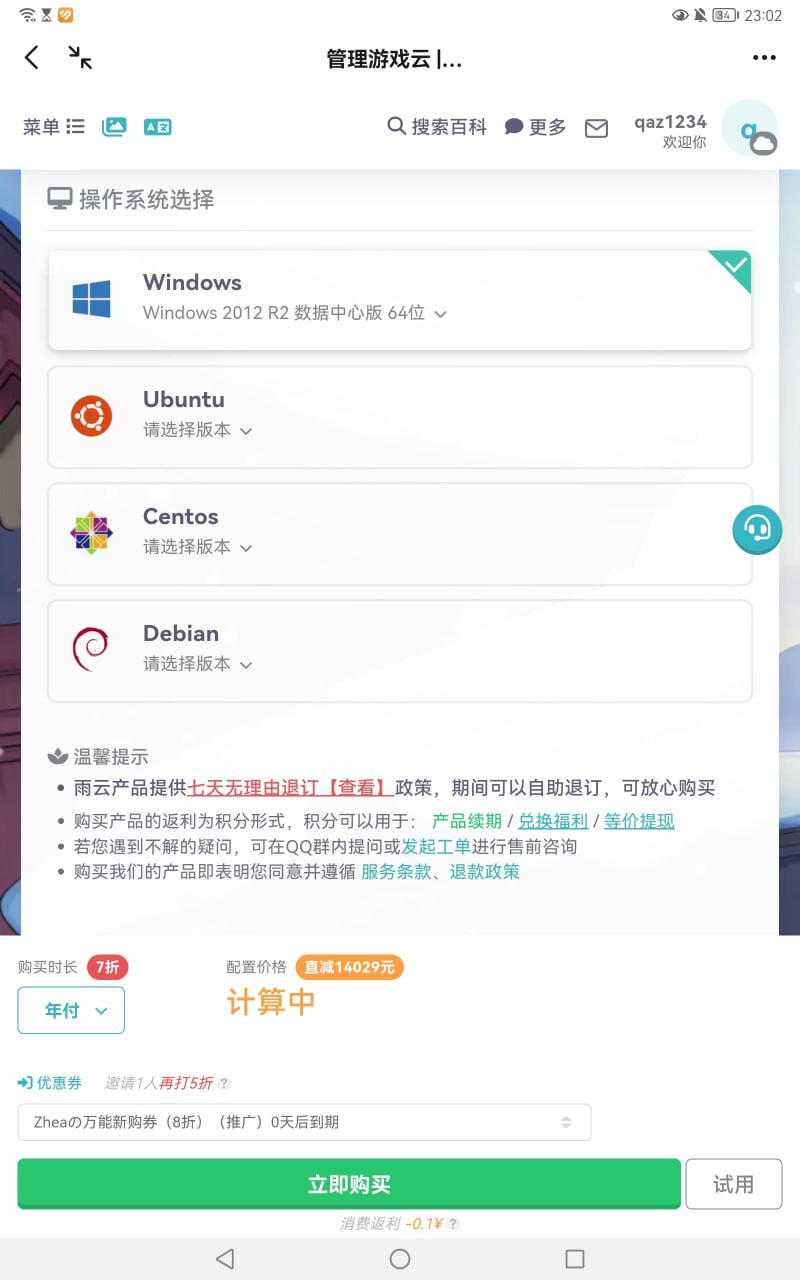 84 23:02
管理游戏云 |...
菜单 搜索百科 更多 qaz1234
欢迎你
操作系统选择
Windows
Windows 2012 R2 数据中心版 64位
Ubuntu
请选择版本
Centos
请选择版本
Debian
请选择版本
温馨提示
• 雨云产品提供七天无理由退订【查看】政策，期间可以自助退订，可放心购买
• 购买产品的返利为积分形式，积分可以用于： 产品续期 / 兑换福利 / 等价提现
• 若您遇到不解的疑问，可在QQ群内提问或发起工单进行售前咨询
• 购买我们的产品即表明您同意并遵循 服务条款、退款政策
购买时长 7折 配置价格 直减14029元
年付 计算中
优惠券 邀请1人再打5折 ?
Zheaの万能新购券（8折）（推广）0天后到期
立即购买 试用
消费返利 -0.1¥ ?